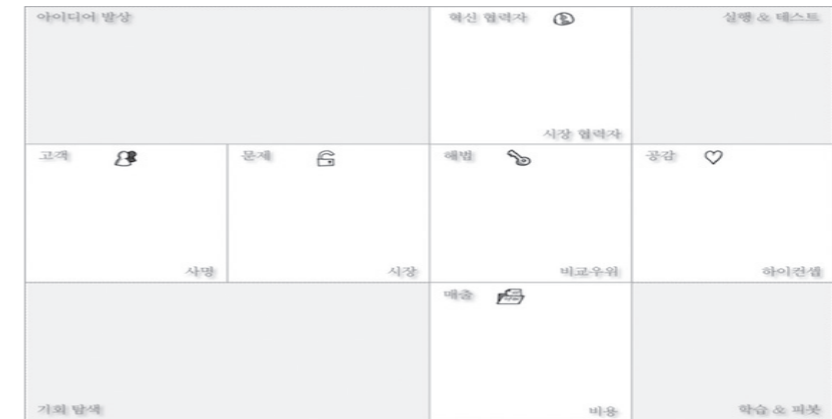 아이디어 발상
혁신 협력자
실행 & 테스트
시장 협력자
고객
문제
해법
공감
사명
시장
비교우위
하이컨셉
매출
기회 탐색
비용
학습 & 피봇